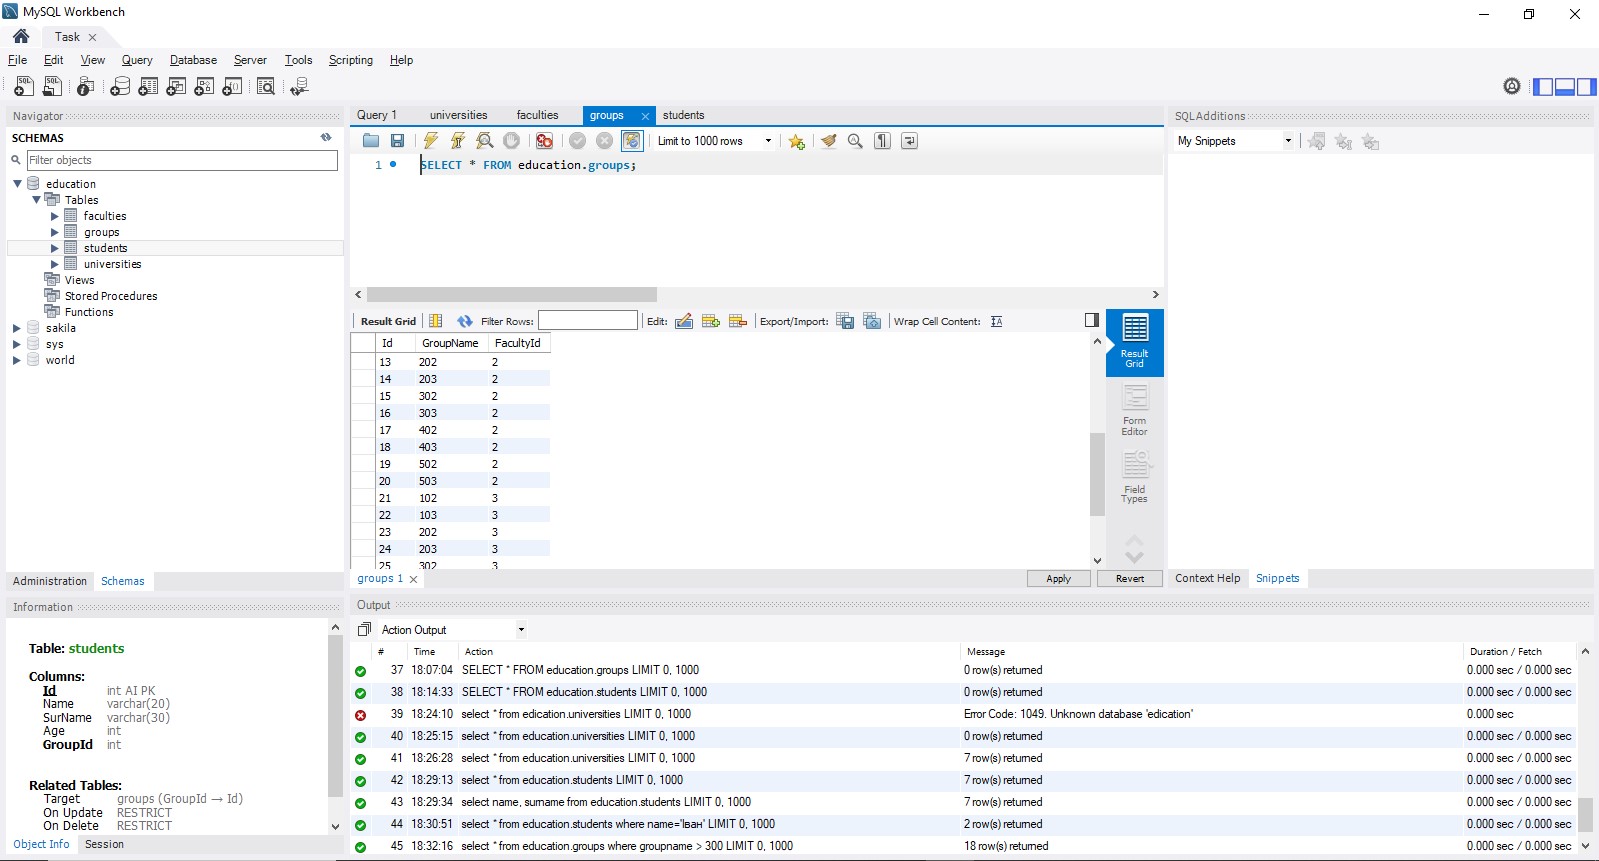 MySQL Workbench
Task
File Edit View Query Database Server Tools Scripting Help
Navigator
SCHEMAS
Filter objects
education
Tables
faculties
groups
students
universities
Views
Stored Procedures
Functions
sakila
sys
world
Administration Schemas
Information
Table: students
Columns:
Id int AI PK
Name varchar(20)
SurName varchar(30)
Age int
GroupId int
Related Tables:
Target groups (GroupId → Id)
On Update RESTRICT
On Delete RESTRICT
Object Info Session
Query 1 universities faculties groups students
Limit to 1000 rows
1 SELECT * FROM education.groups;
Result Grid Filter Rows: Edit: Export/Import: Wrap Cell Content:
Id GroupName FacultyId
13 202 2
14 203 2
15 302 2
16 303 2
17 402 2
18 403 2
19 502 2
20 503 2
21 102 3
22 103 3
23 202 3
24 203 3
25 302 3
Result
Grid
Form
Editor
Field
Types
groups 1
Apply Revert
SQLAdditions
My Snippets
Context Help Snippets
Output
Action Output
# Time Action Message Duration / Fetch
37 18:07:04 SELECT * FROM education.groups LIMIT 0, 1000 0 row(s) returned 0.000 sec / 0.000 sec
38 18:14:33 SELECT * FROM education.students LIMIT 0, 1000 0 row(s) returned 0.000 sec / 0.000 sec
39 18:24:10 select * from edication.universities LIMIT 0, 1000 Error Code: 1049. Unknown database 'edication' 0.000 sec
40 18:25:15 select * from education.universities LIMIT 0, 1000 0 row(s) returned 0.000 sec / 0.000 sec
41 18:26:28 select * from education.universities LIMIT 0, 1000 7 row(s) returned 0.000 sec / 0.000 sec
42 18:29:13 select * from education.students LIMIT 0, 1000 7 row(s) returned 0.000 sec / 0.000 sec
43 18:29:34 select name, surname from education.students LIMIT 0, 1000 7 row(s) returned 0.000 sec / 0.000 sec
44 18:30:51 select * from education.students where name='Іван' LIMIT 0, 1000 2 row(s) returned 0.000 sec / 0.000 sec
45 18:32:16 select * from education.groups where groupname > 300 LIMIT 0, 1000 18 row(s) returned 0.000 sec / 0.000 sec